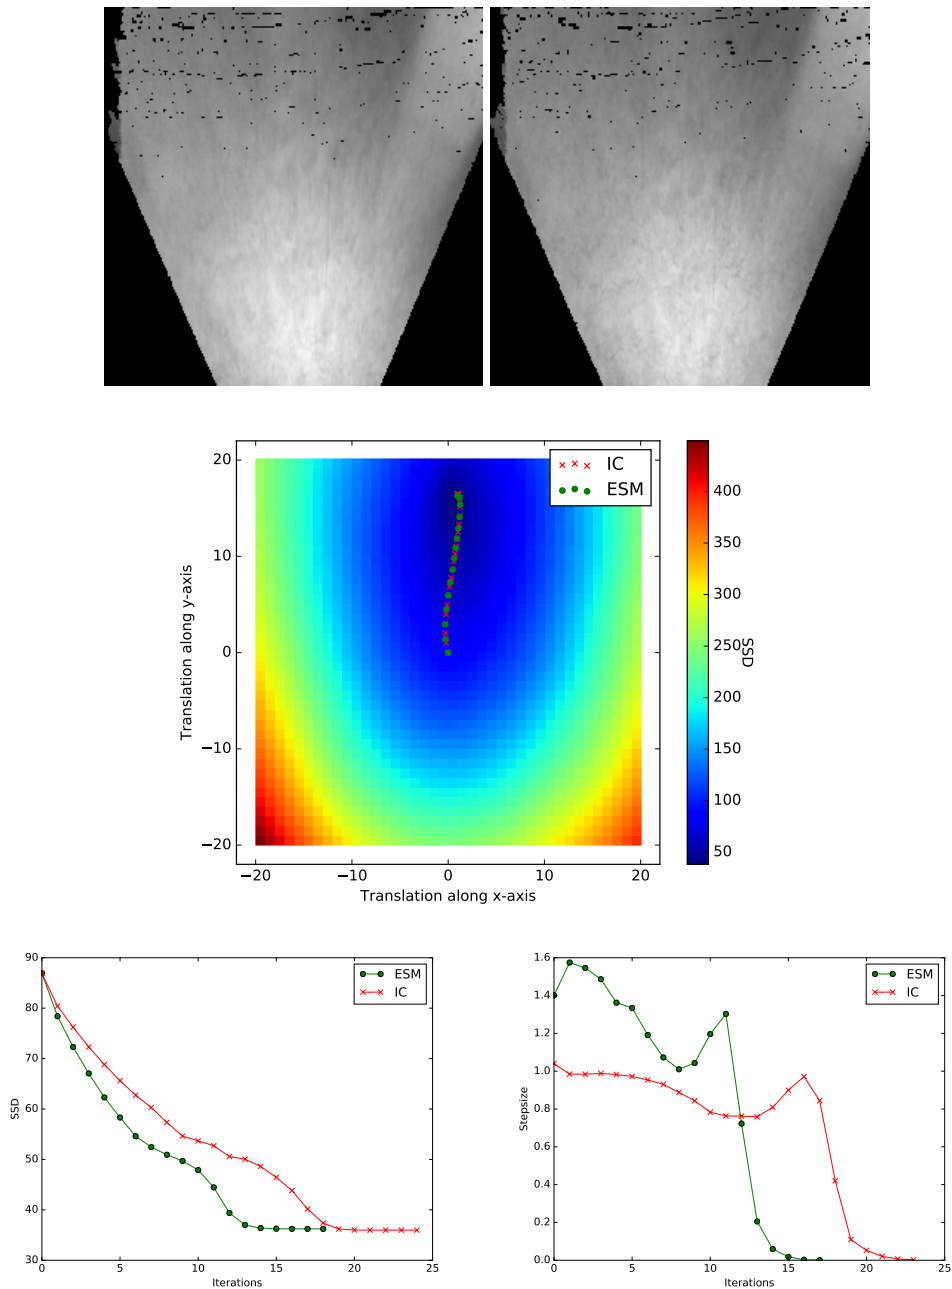 IC
ESM
20
10
0
−10
−20
−20 −10 0 10 20
Translation along x-axis
Translation along y-axis
400
350
300
250
200
150
100
50
SSD
90
80
70
60
50
40
30
0 5 10 15 20 25
Iterations
SSD
ESM
IC
1.6
1.4
1.2
1.0
0.8
0.6
0.4
0.2
0.0
0 5 10 15 20 25
Iterations
Stepsize
ESM
IC